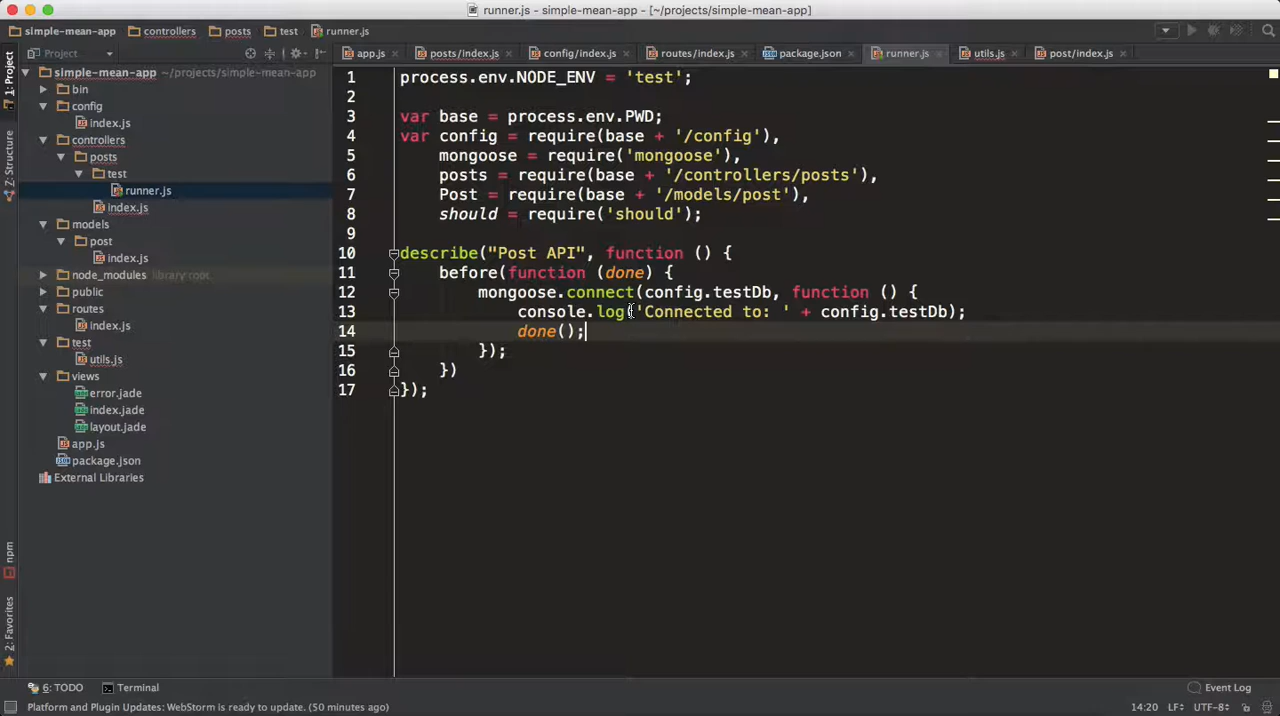 runner.js - simple-mean-app - [~/projects/simple-mean-app]
simple-mean-app controllers posts test runner.js
Project
app.js posts/index.js config/index.js routes/index.js package.json runner.js utils.js post/index.js
1: Project
Z: Structure
npm
2: Favorites
simple-mean-app ~/projects/simple-mean-app
bin
config
index.js
controllers
posts
test
runner.js
index.js
models
post
index.js
node_modules library root
public
routes
index.js
test
utils.js
views
error.jade
index.jade
layout.jade
app.js
package.json
External Libraries
1 process.env.NODE_ENV = 'test';
2
3 var base = process.env.PWD;
4 var config = require(base + '/config'),
5 mongoose = require('mongoose'),
6 posts = require(base + '/controllers/posts'),
7 Post = require(base + '/models/post'),
8 should = require('should');
9
10 describe("Post API", function () {
11 before(function (done) {
12 mongoose.connect(config.testDb, function () {
13 console.log('Connected to: ' + config.testDb);
14 done();
15 });
16 })
17 });
6: TODO Terminal Event Log
Platform and Plugin Updates: WebStorm is ready to update. (50 minutes ago) 14:20 LF UTF-8